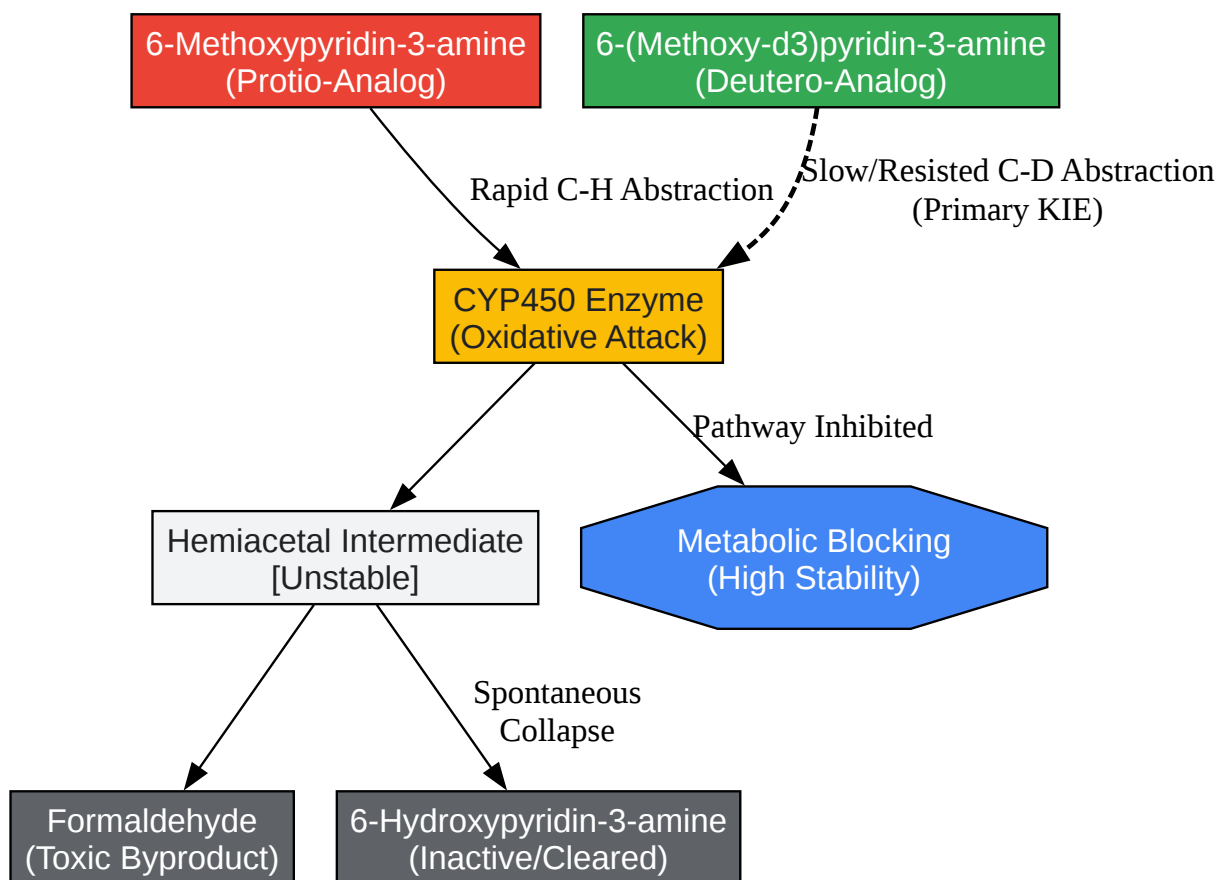 6-Methoxypyridin-3-amine
(Protio-Analog)
6-(Methoxy-d3)pyridin-3-amine
(Deutero-Analog)
Rapid C-H Abstraction
Slow/Resisted C-D Abstraction
(Primary KIE)
CYP450 Enzyme
(Oxidative Attack)
Pathway Inhibited
Hemiacetal Intermediate
[Unstable]
Metabolic Blocking
(High Stability)
Spontaneous
Collapse
Formaldehyde
(Toxic Byproduct)
6-Hydroxypyridin-3-amine
(Inactive/Cleared)